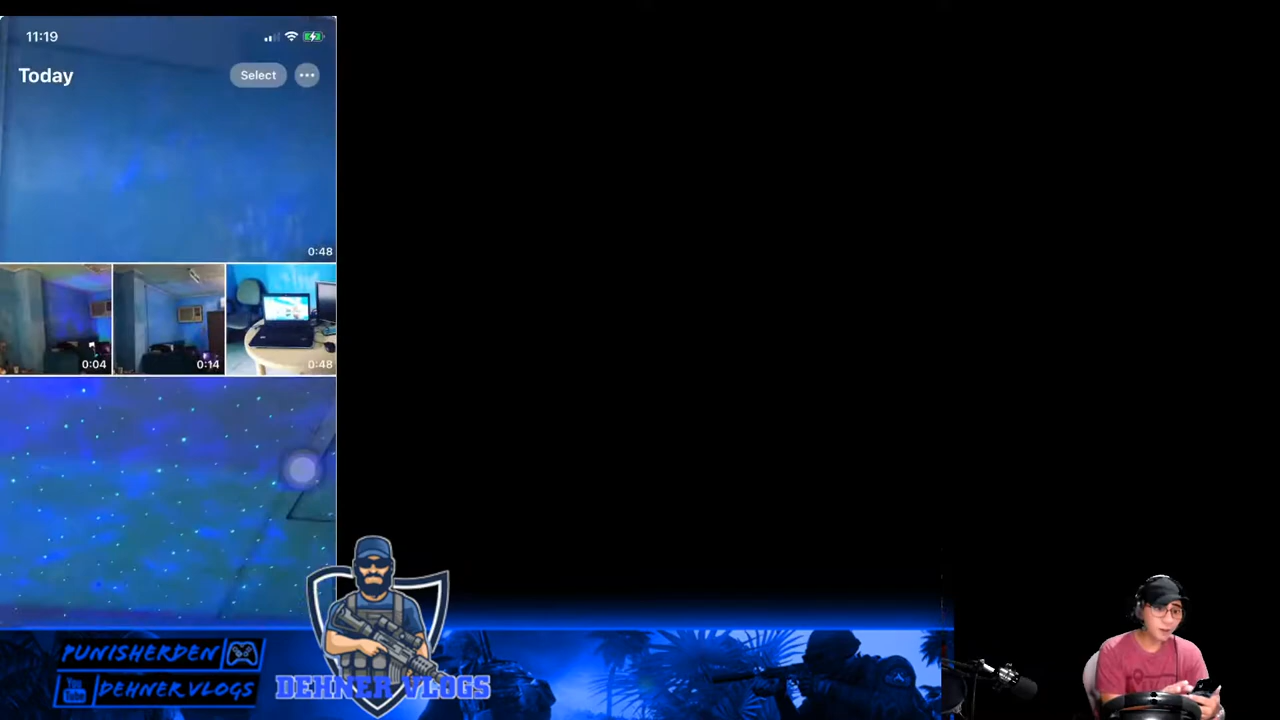 11:19
Today
Select
0:48
0:04
0:14
0:48
PUNISHERDEN
DEHNER VLOGS
DEHNER VLOGS